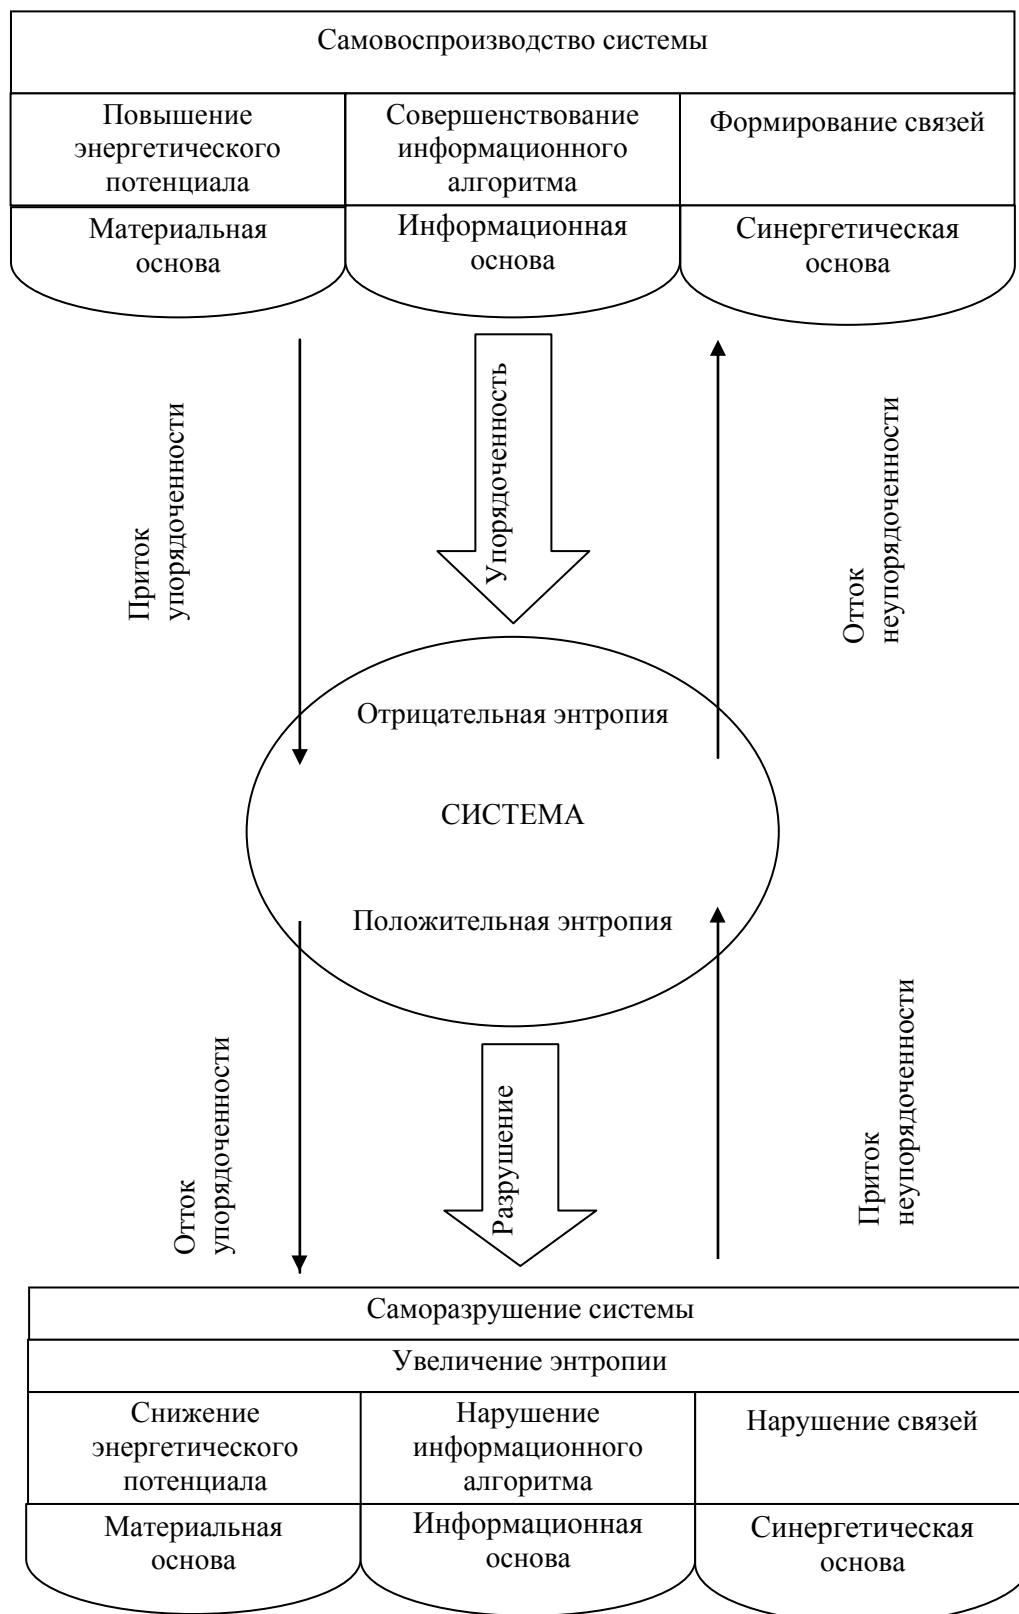 Самовоспроизводство системы
Повышение
энергетического
потенциала
Совершенствование
информационного
алгоритма
Формирование связей
Материальная
основа
Информационная
основа
Синергетическая
основа
Приток
упорядоченности
Упорядоченность
Отток
неупорядоченности
Отрицательная энтропия
СИСТЕМА
Положительная энтропия
Отток
упорядоченности
Разрушение
Приток
неупорядоченности
Саморазрушение системы
Увеличение энтропии
Снижение
энергетического
потенциала
Нарушение
информационного
алгоритма
Нарушение связей
Материальная
основа
Информационная
основа
Синергетическая
основа